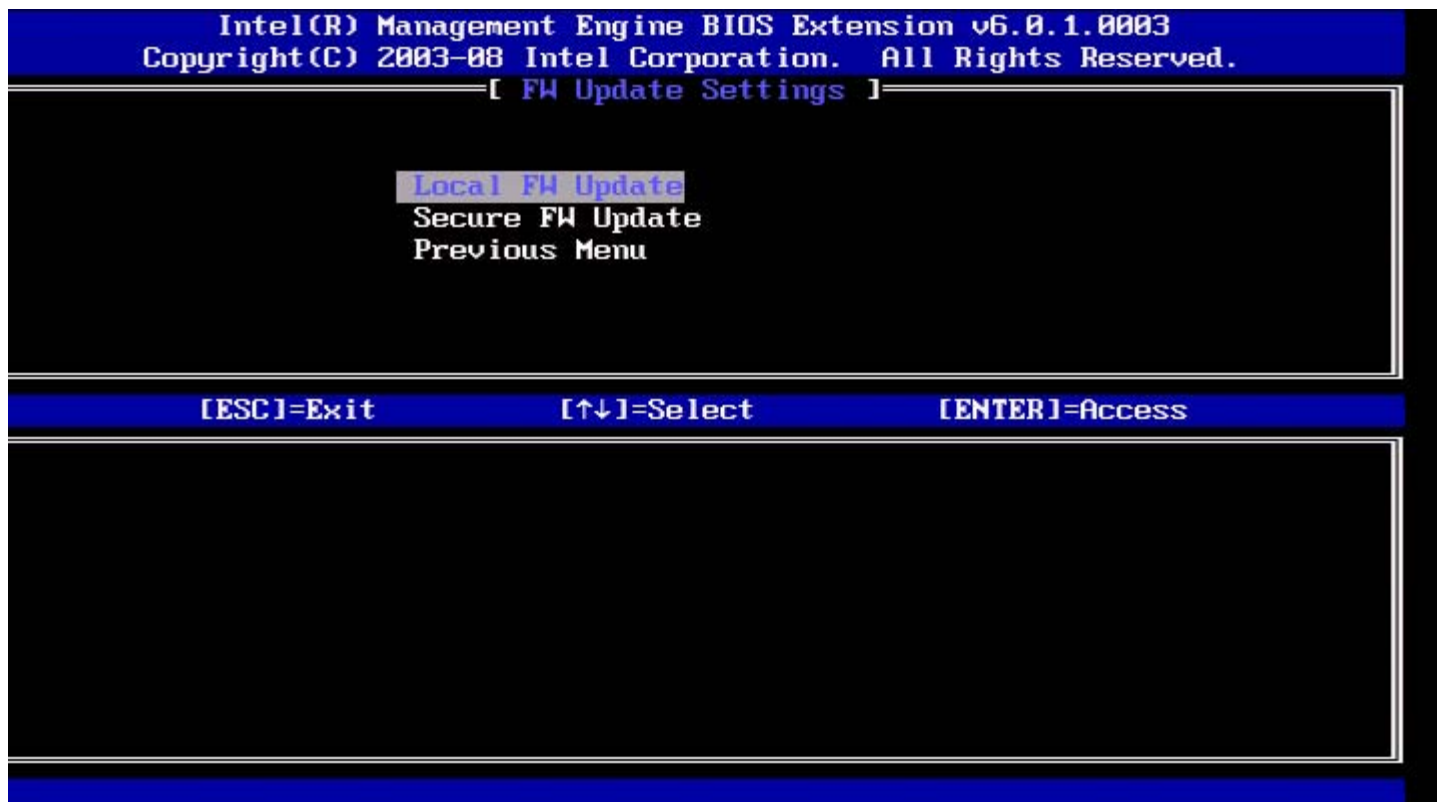 Intel(R) Management Engine BIOS Extension v6.0.1.0003
Copyright(C) 2003-08 Intel Corporation. All Rights Reserved.
[ FW Update Settings ]
Local FW Update
Secure FW Update
Previous Menu
[ESC]=Exit [↑↓]=Select [ENTER]=Access